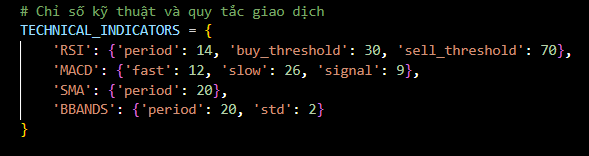 # Chỉ số kỹ thuật và quy tắc giao dịch
TECHNICAL_INDICATORS = {
    'RSI': {'period': 14, 'buy_threshold': 30, 'sell_threshold': 70},
    'MACD': {'fast': 12, 'slow': 26, 'signal': 9},
    'SMA': {'period': 20},
    'BBANDS': {'period': 20, 'std': 2}
}